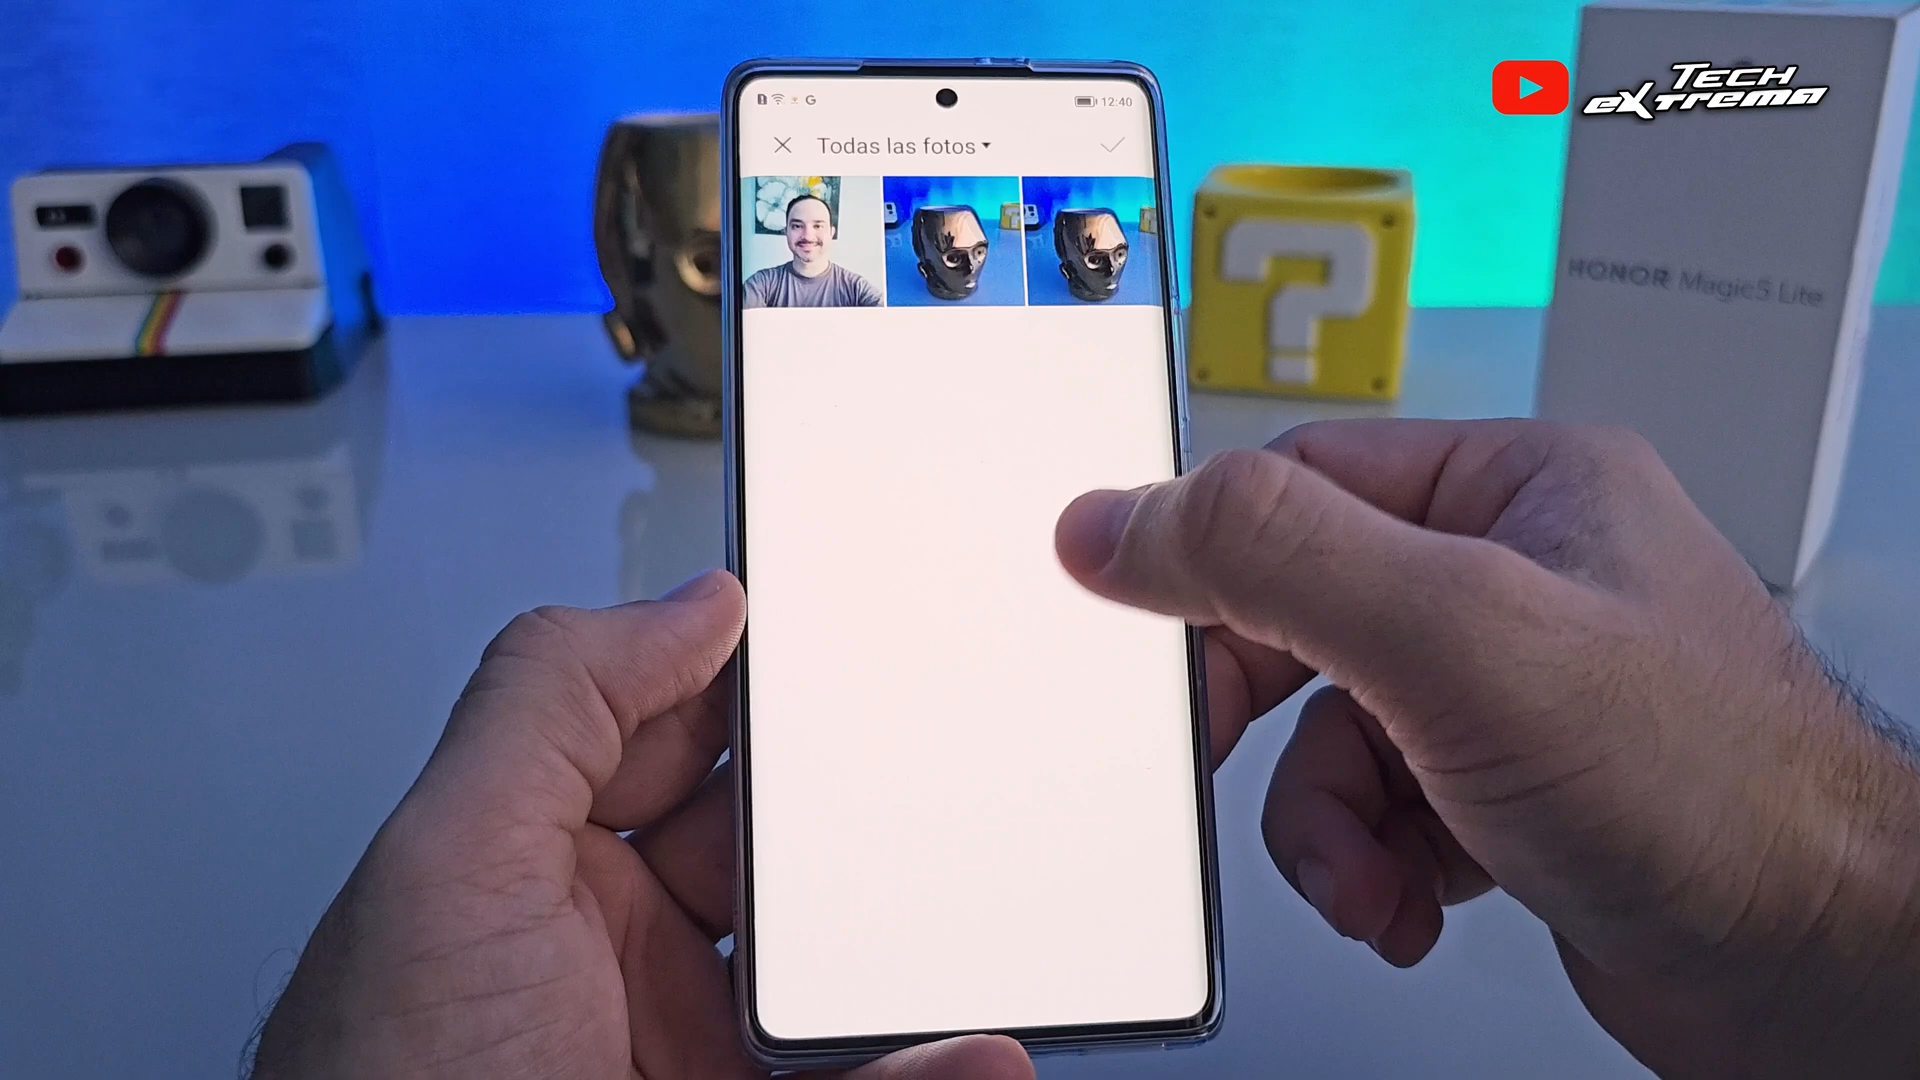 TECH
eXtrema
G
12:40
Todas las fotos
?
HONOR Magic5 Lite